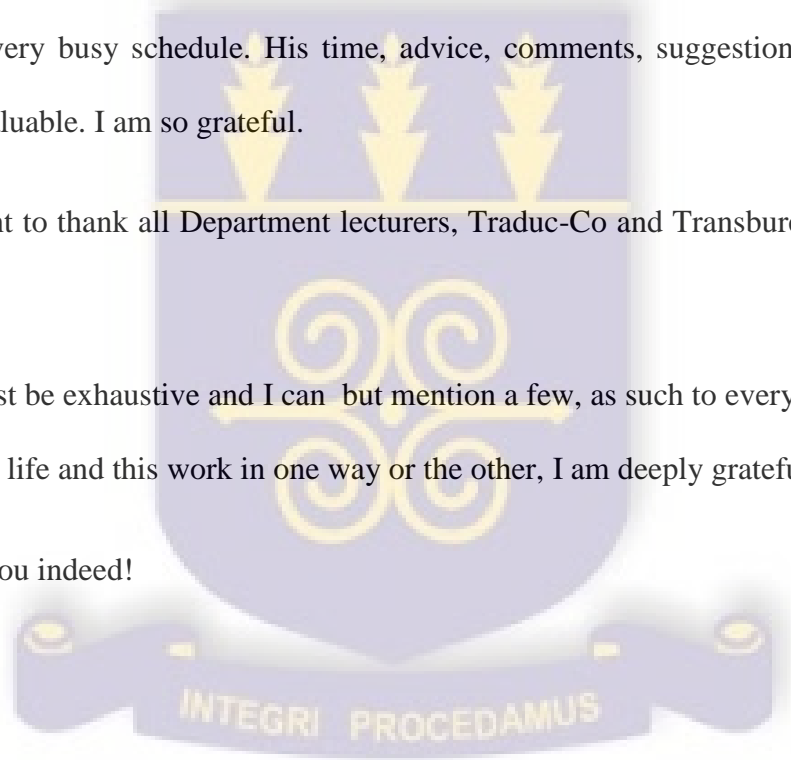 very busy schedule. His time, advice, comments, suggestion
luable. I am so grateful.
nt to thank all Department lecturers, Traduc-Co and Transbur
st be exhaustive and I can but mention a few, as such to every
life and this work in one way or the other, I am deeply gratefu
ou indeed!
INTEGRI PROCEDAMUS